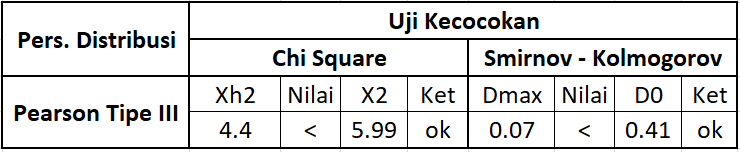 Pers. Distribusi
Uji Kecocokan
Chi Square Smirnov - Kolmogorov
Pearson Tipe III
Xh2 Nilai X2 Ket Dmax Nilai D0 Ket
4.4 < 5.99 ok 0.07 < 0.41 ok